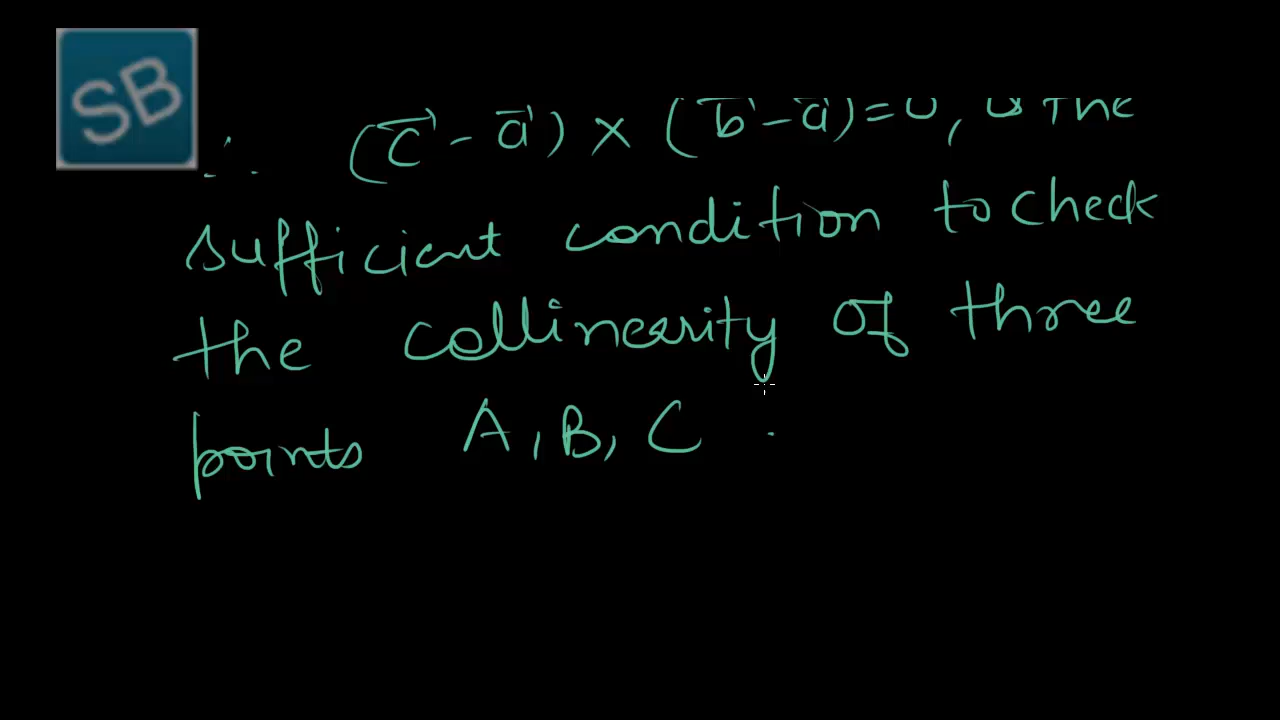 SB
∴ (c⃗ - a⃗) × (b⃗ - a⃗) = 0, is the
sufficient condition to check
the collinearity of three
points A, B, C .